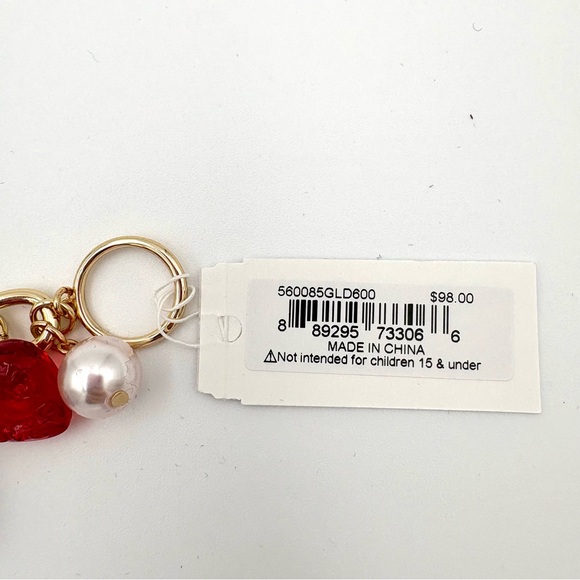 560085GLD600 $98.00
8 89295 73306 6
MADE IN CHINA
⚠Not intended for children 15 & under